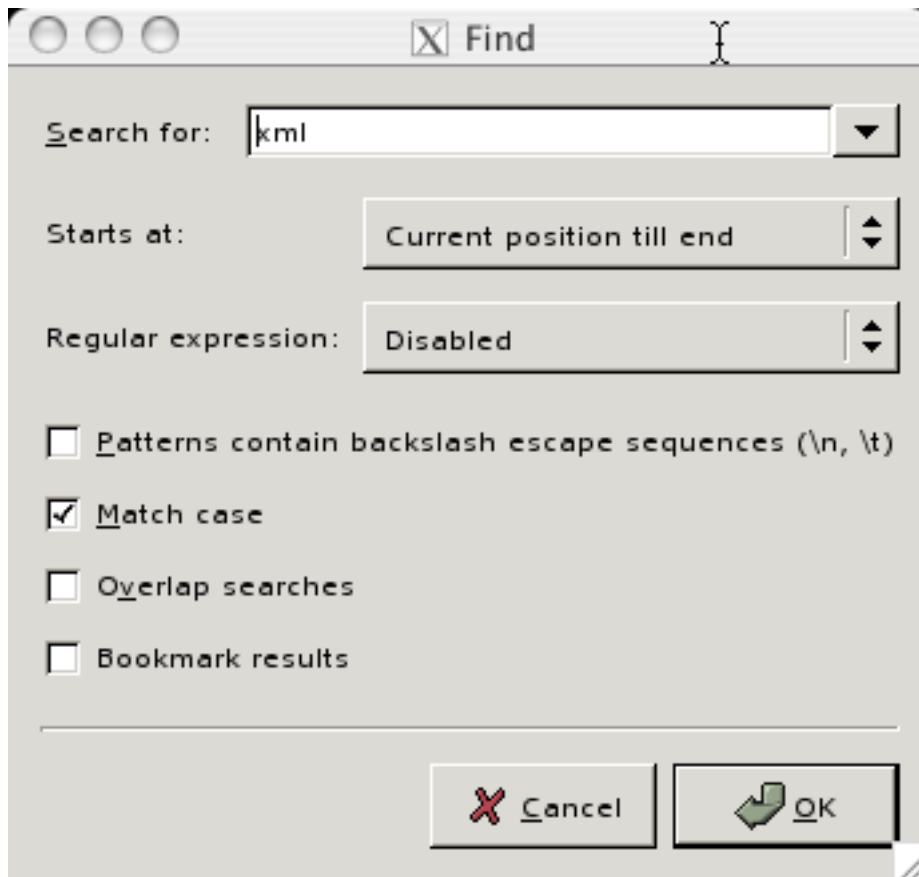 X Find
Search for: xml
Starts at: Current position till end
Regular expression: Disabled
Patterns contain backslash escape sequences (\n, \t)
Match case
Overlap searches
Bookmark results
Cancel OK